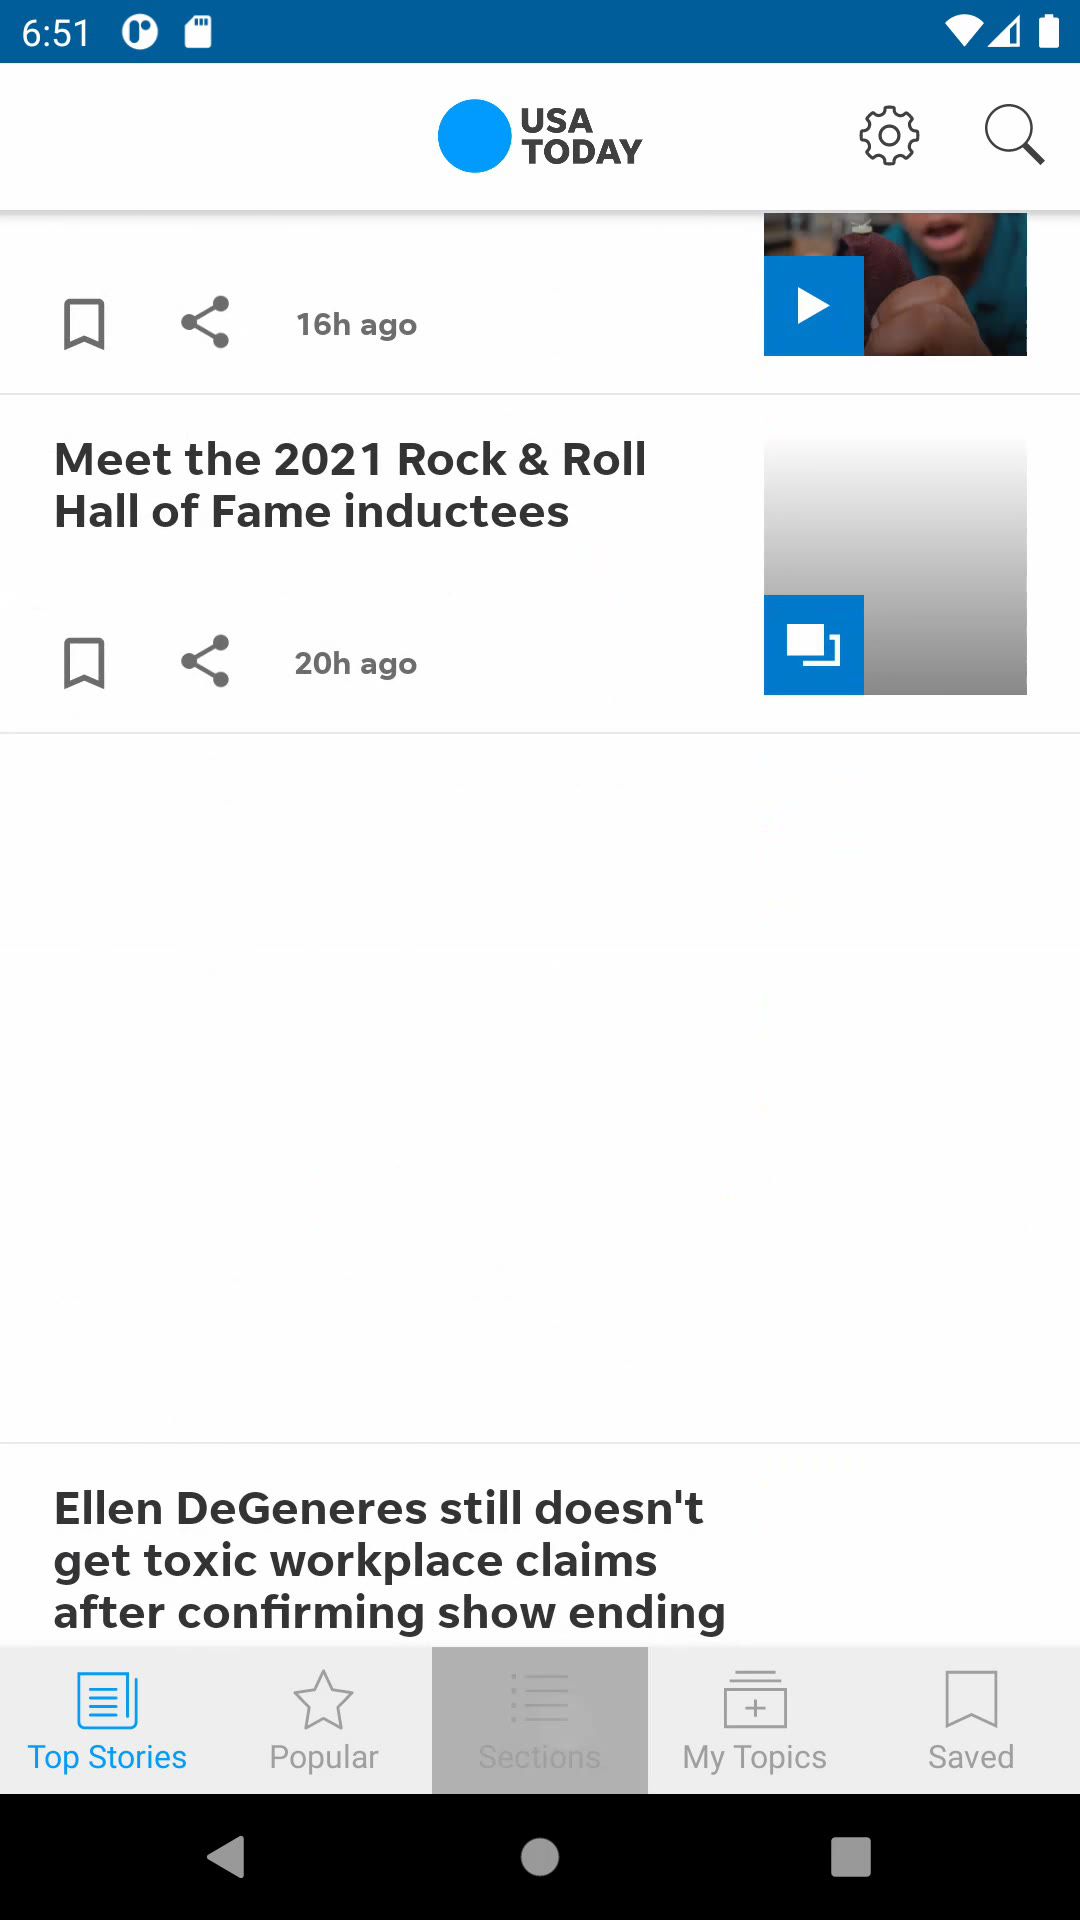 6:51
USA
TODAY
16h ago
Meet the 2021 Rock & Roll
Hall of Fame inductees
20h ago
Ellen DeGeneres still doesn't
get toxic workplace claims
after confirming show ending
Top Stories
Popular
Sections
My Topics
Saved